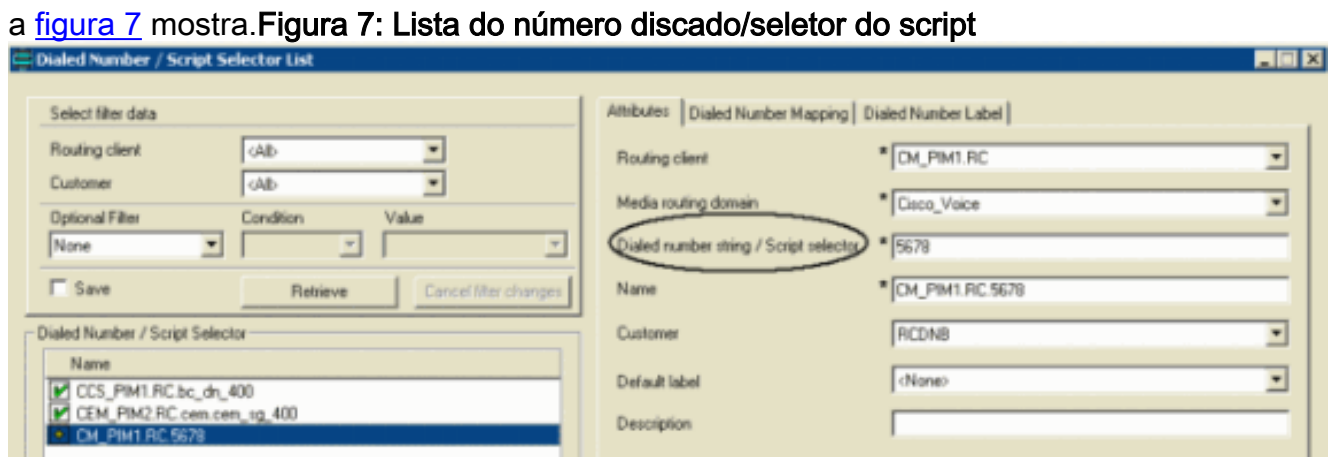 a figura 7 mostra.Figura 7: Lista do número discado/seletor do script
Dialed Number / Script Selector List
Select filter data
Routing client <All>
Customer <All>
Optional Filter Condition Value
None
Save Retrieve Cancel filter changes
Dialed Number / Script Selector
Name
CCS_PIM1.RC.bc_dn_400
CEM_PIM2.RC.cem.cem_sg_400
CM_PIM1.RC.5678
Attributes Dialed Number Mapping Dialed Number Label
Routing client * CM_PIM1.RC
Media routing domain * Cisco_Voice
Dialed number string / Script selector * 5678
Name * CM_PIM1.RC.5678
Customer RCDNB
Default label <None>
Description